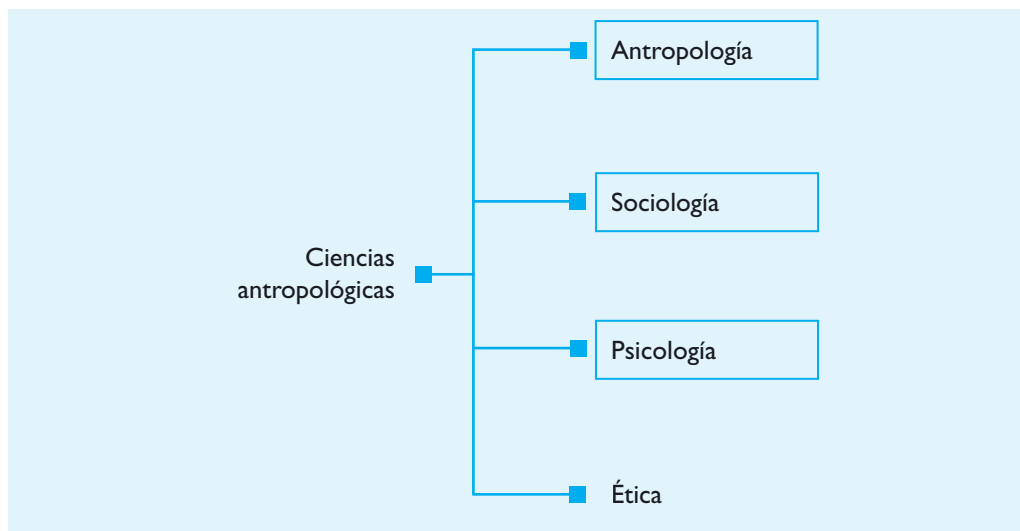 Antropología
Sociología
Ciencias
antropológicas
Psicología
Ética